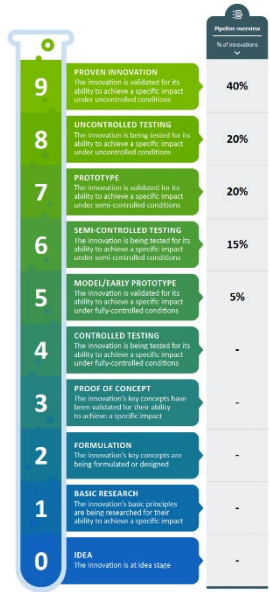 Pipeline overview
% of innovations
9
PROVEN INNOVATION
The innovation is validated for its
ability to achieve a specific impact
under uncontrolled conditions
40%
8
UNCONTROLLED TESTING
The innovation is being tested for its
ability to achieve a specific impact
under uncontrolled conditions
20%
7
PROTOTYPE
The innovation is validated for its
ability to achieve a specific impact
under semi-controlled conditions
20%
6
SEMI-CONTROLLED TESTING
The innovation is being tested for its
ability to achieve a specific impact
under semi-controlled conditions
15%
5
MODEL/EARLY PROTOTYPE
The innovation is validated for its
ability to achieve a specific impact
under fully-controlled conditions
5%
4
CONTROLLED TESTING
The innovation is being tested for its
ability to achieve a specific impact
under fully-controlled conditions
-
3
PROOF OF CONCEPT
The innovation's key concepts have
been validated for their ability
to achieve a specific impact
-
2
FORMULATION
The innovation's key concepts are
being formulated or designed
-
1
BASIC RESEARCH
The innovation's basic principles
are being researched for their
ability to achieve a specific impact
-
0
IDEA
The innovation is at idea stage
-